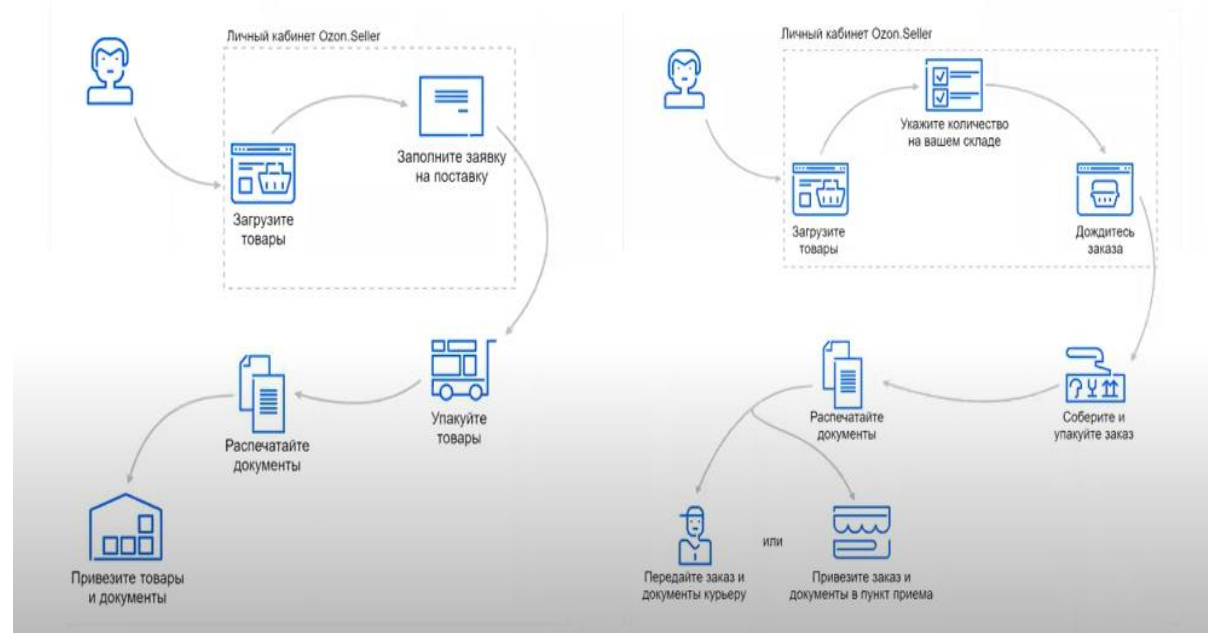 Личный кабинет Ozon.Seller
Заполните заявку
на поставку
Загрузите
товары
Упакуйте
товары
Распечатайте
документы
Привезите товары
и документы
Личный кабинет Ozon.Seller
Укажите количество
на вашем складе
Загрузите
товары
Дождитесь
заказа
Соберите и
упакуйте заказ
Распечатайте
документы
Передайте заказ и
документы курьеру
или
Привезите заказ и
документы в пункт приема